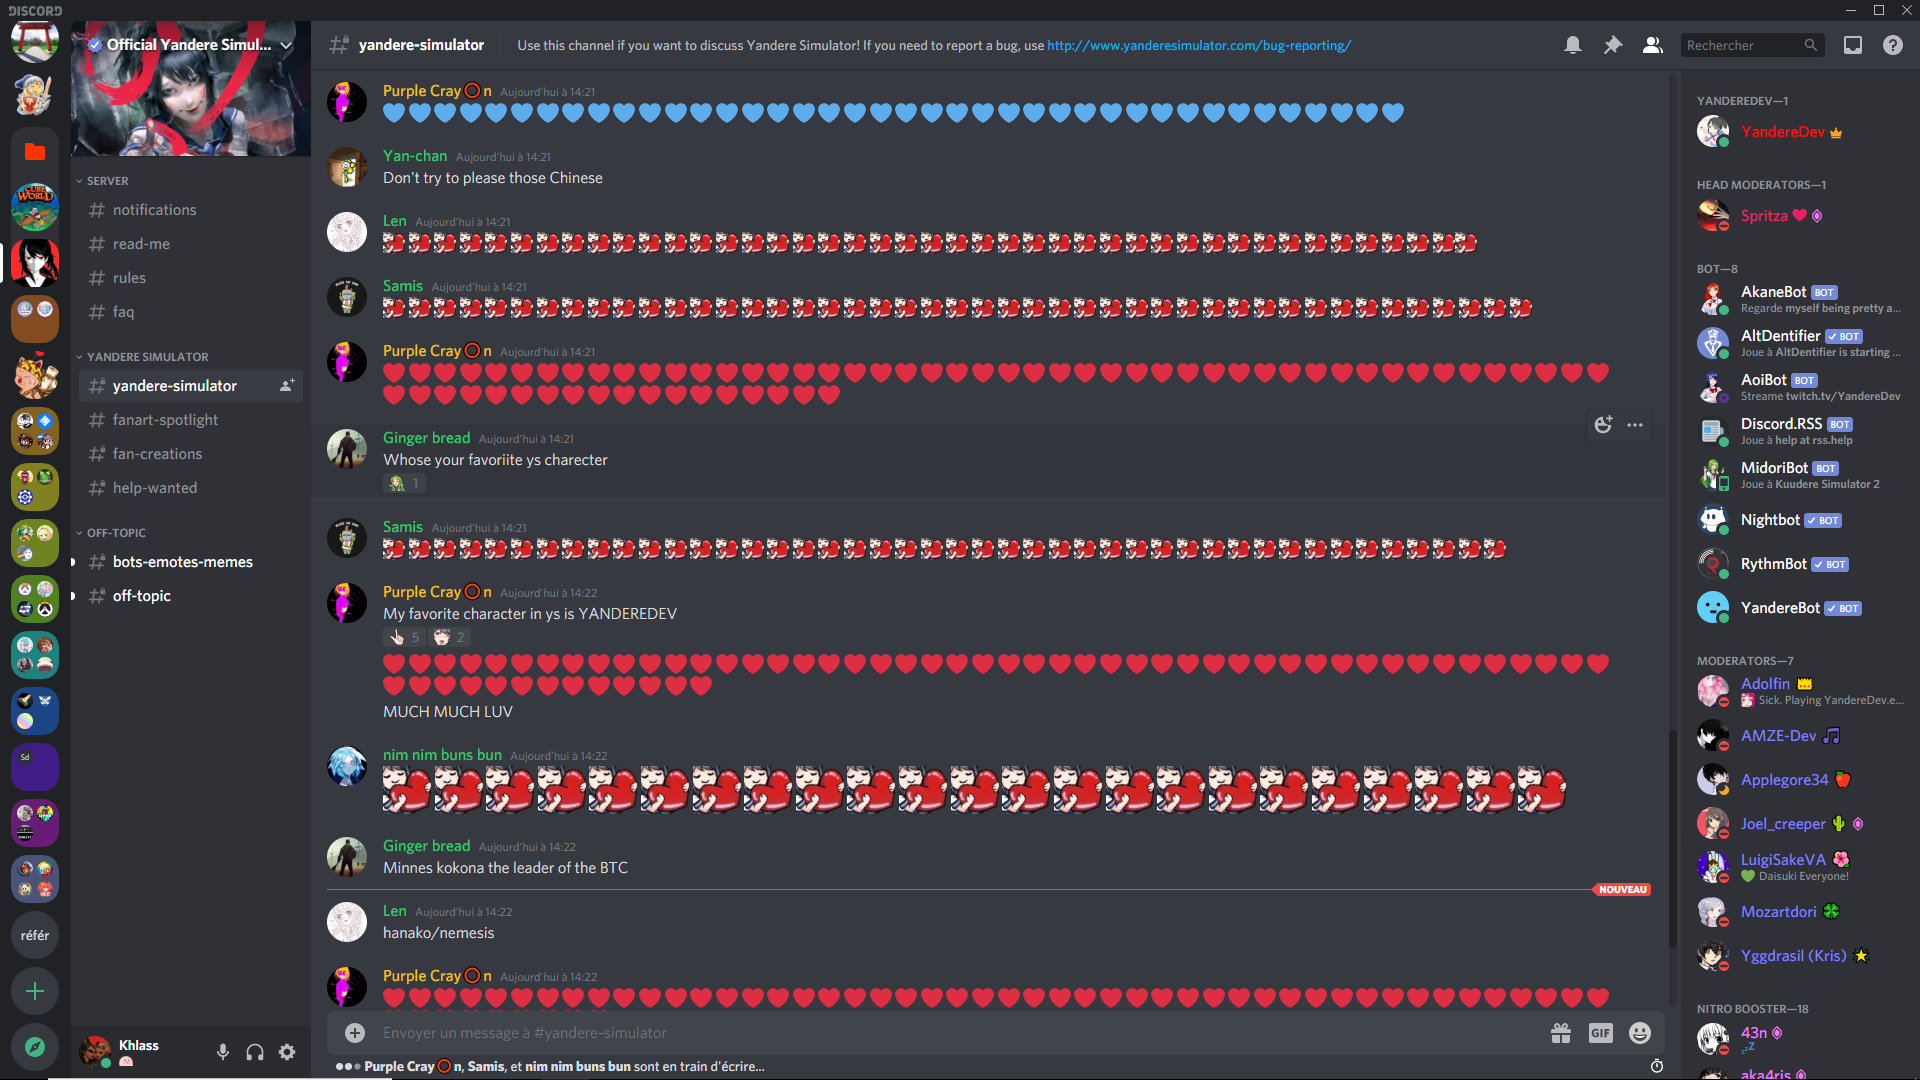 DISCORD
Official Yandere Simul...
SERVER
notifications
read-me
rules
faq
YANDERE SIMULATOR
yandere-simulator
fanart-spotlight
fan-creations
help-wanted
OFF-TOPIC
bots-emotes-memes
off-topic
CUBE WORLD
Sd
référ
Khlass
yandere-simulator
Use this channel if you want to discuss Yandere Simulator! If you need to report a bug, use http://www.yanderesimulator.com/bug-reporting/
Rechercher
Purple Cray⭕n Aujourd'hui à 14:21
Yan-chan Aujourd'hui à 14:21
Don't try to please those Chinese
Len Aujourd'hui à 14:21
Samis Aujourd'hui à 14:21
Purple Cray⭕n Aujourd'hui à 14:21
Ginger bread Aujourd'hui à 14:21
Whose your favoriite ys charecter
1
Samis Aujourd'hui à 14:21
Purple Cray⭕n Aujourd'hui à 14:22
My favorite character in ys is YANDEREDEV
5 2
MUCH MUCH LUV
nim nim buns bun Aujourd'hui à 14:22
Ginger bread Aujourd'hui à 14:22
Minnes kokona the leader of the BTC
NOUVEAU
Len Aujourd'hui à 14:22
hanako/nemesis
Purple Cray⭕n Aujourd'hui à 14:22
Envoyer un message à #yandere-simulator
GIF
Purple Cray⭕n, Samis, et nim nim buns bun sont en train d'écrire...
YANDEREDEV—1
YandereDev
HEAD MODERATORS—1
Spritza
BOT—8
AkaneBot BOT
Regarde myself being pretty a...
AltDentifier ✓ BOT
Joue à AltDentifier is starting ...
AoiBot BOT
Streame twitch.tv/YandereDev
Discord.RSS BOT
Joue à help at rss.help
MidoriBot BOT
Joue à Kuudere Simulator 2
Nightbot ✓ BOT
RythmBot ✓ BOT
YandereBot ✓ BOT
MODERATORS—7
Adolfin
Sick. Playing YandereDev.e...
AMZE-Dev
Applegore34
Joel_creeper
LuigiSakeVA
Daisuki Everyone!
Mozartdori
Yggdrasil (Kris)
NITRO BOOSTER—18
43n
aka4ris